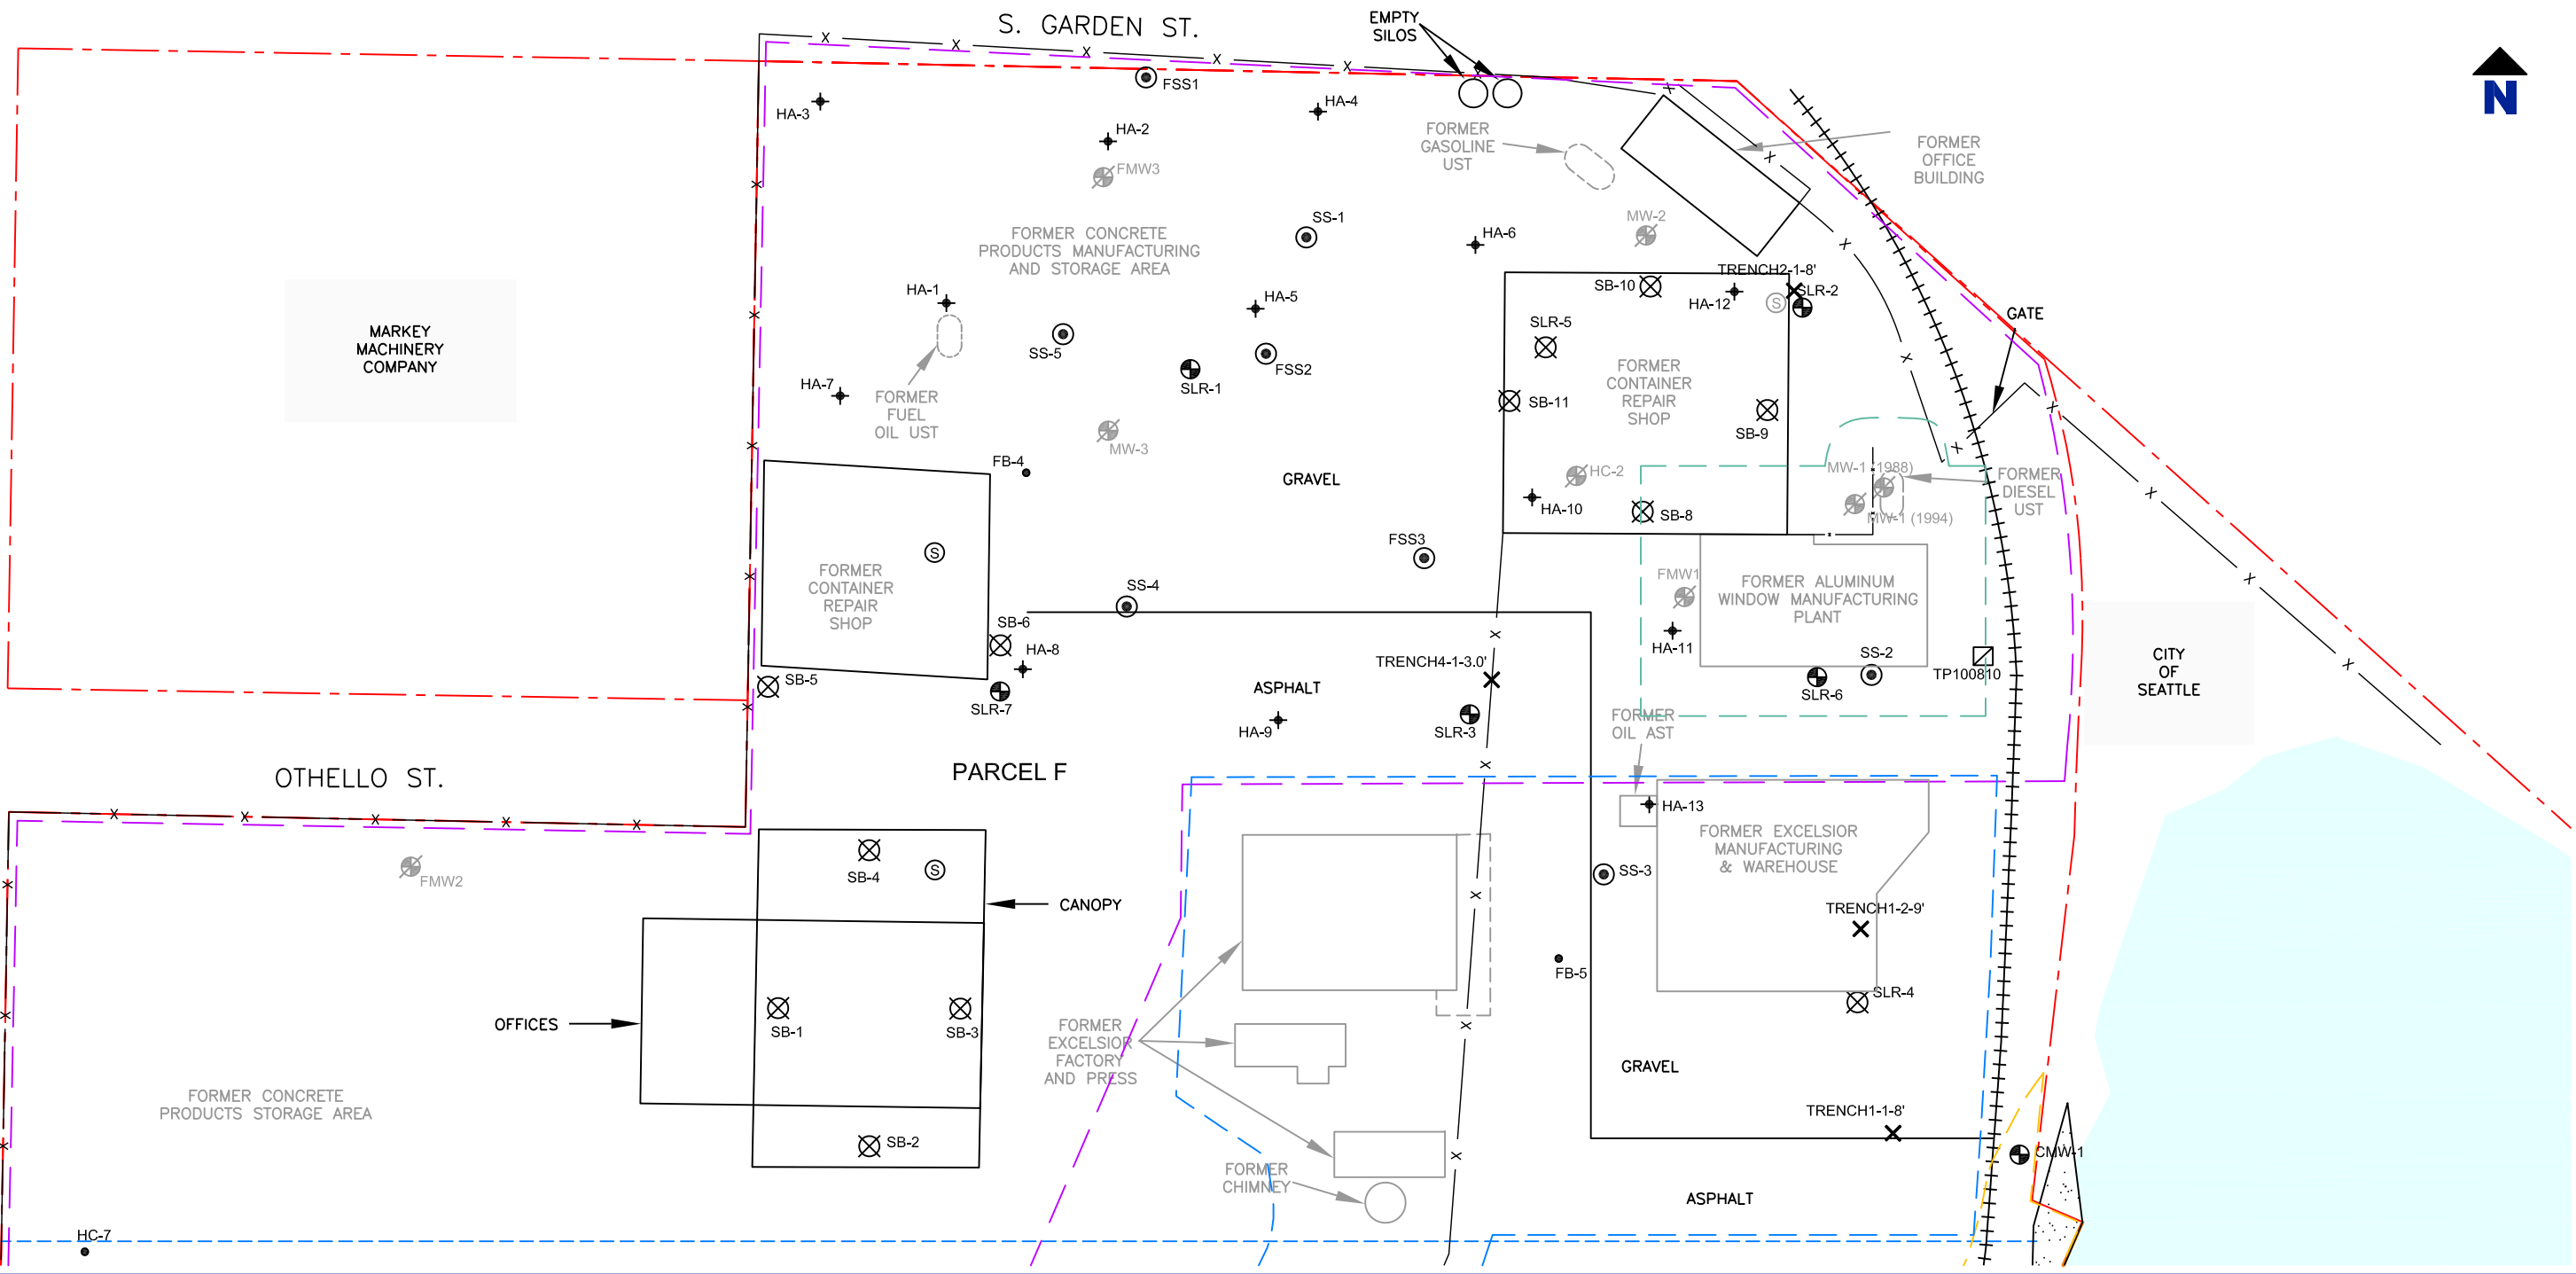 S. GARDEN ST.
EMPTY
SILOS
N
FSS1
HA-3
HA-4
HA-2
FMW3
FORMER
GASOLINE
UST
FORMER
OFFICE
BUILDING
SS-1
MW-2
HA-6
FORMER CONCRETE
PRODUCTS MANUFACTURING
AND STORAGE AREA
TRENCH2-1-8'
SB-10
HA-12
S
SLR-2
HA-1
HA-5
GATE
SLR-5
SS-5
FSS2
SLR-1
MARKEY
MACHINERY
COMPANY
FORMER
CONTAINER
REPAIR
SHOP
HA-7
FORMER
FUEL
OIL UST
SB-11
SB-9
MW-3
FB-4
GRAVEL
HC-2
MW-1 (1988)
FORMER
DIESEL
UST
HA-10
SB-8
MW-1 (1994)
FSS3
S
FORMER
CONTAINER
REPAIR
SHOP
SS-4
FMW1
FORMER ALUMINUM
WINDOW MANUFACTURING
PLANT
SB-6
HA-8
HA-11
SS-2
TRENCH4-1-3.0'
TP100810
CITY
OF
SEATTLE
SB-5
ASPHALT
SLR-7
SLR-6
HA-9
SLR-3
FORMER
OIL AST
OTHELLO ST.
PARCEL F
HA-13
FORMER EXCELSIOR
MANUFACTURING
& WAREHOUSE
FMW2
SB-4
S
SS-3
CANOPY
TRENCH1-2-9'
FB-5
SLR-4
OFFICES
SB-1
SB-3
FORMER
EXCELSIOR
FACTORY
AND PRESS
GRAVEL
FORMER CONCRETE
PRODUCTS STORAGE AREA
TRENCH1-1-8'
SB-2
CMW-1
FORMER
CHIMNEY
ASPHALT
HC-7